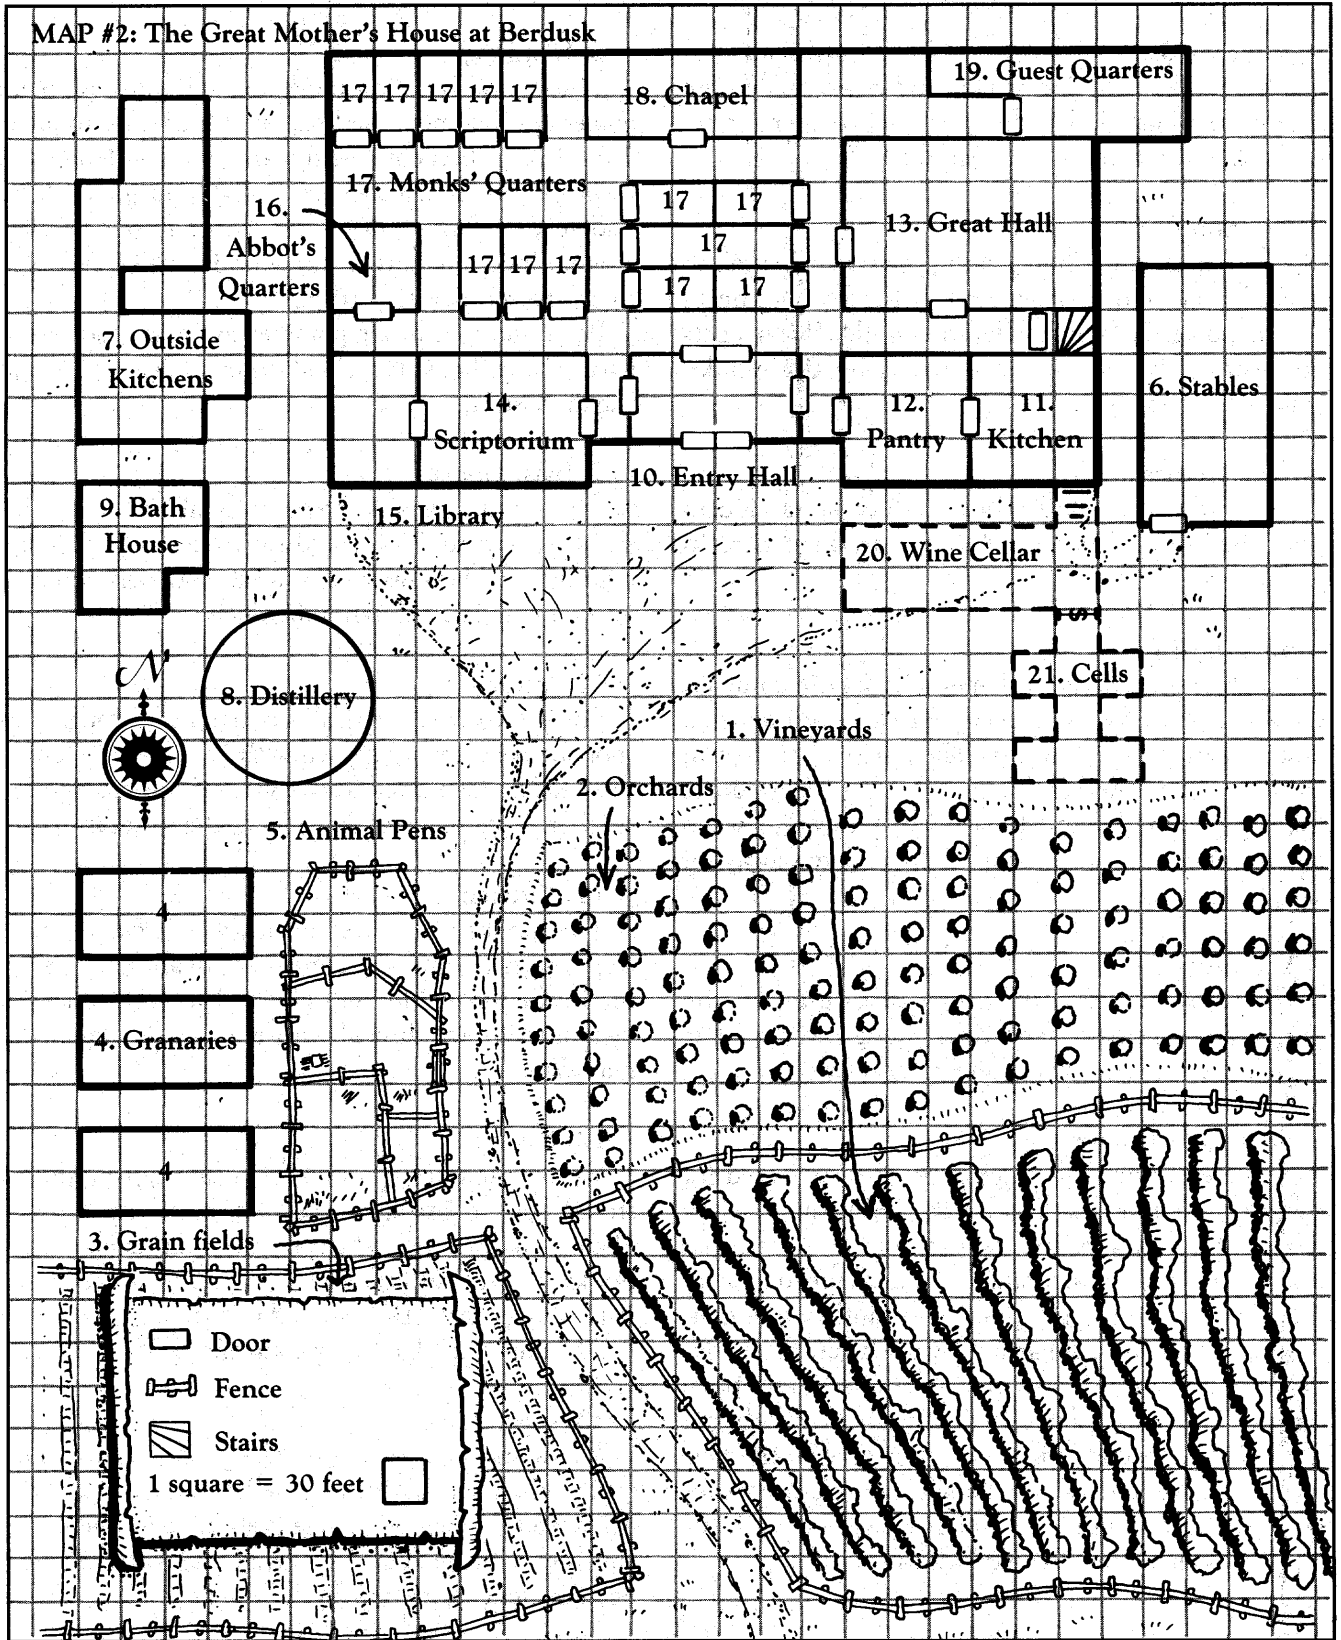 MAP #2: The Great Mother's House at Berdusk
19. Guest Quarters
17 17 17 17 17
18. Chapel
17. Monks' Quarters
16.
Abbot's
Quarters
17 17
17
17 17
17 17 17
13. Great Hall
7. Outside
Kitchens
6. Stables
14.
Scriptorium
12.
Pantry
11.
Kitchen
10. Entry Hall
15. Library
9. Bath
House
20. Wine Cellar
S
21. Cells
N
8. Distillery
1. Vineyards
2. Orchards
5. Animal Pens
4
4. Granaries
4
3. Grain fields
Door
Fence
Stairs
1 square = 30 feet